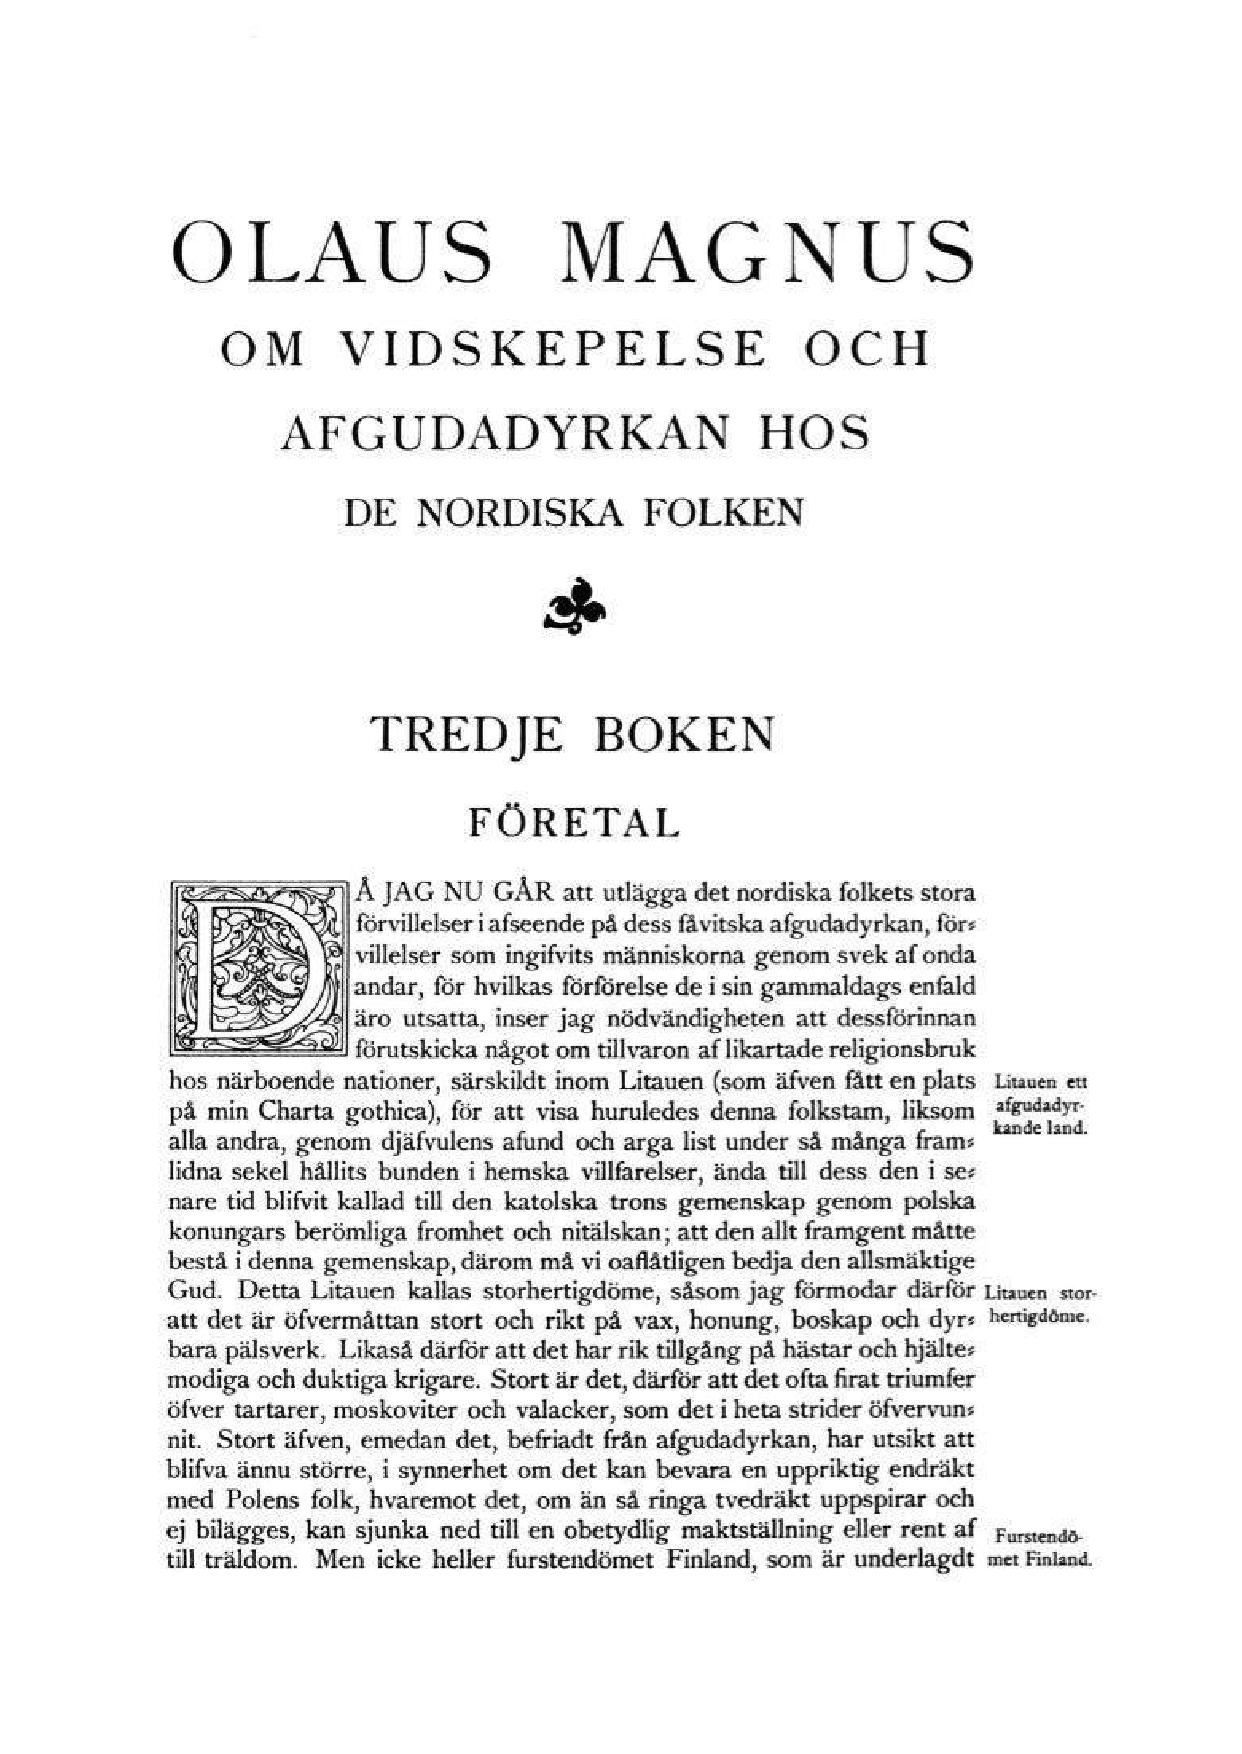 OLAUS MAGNUS
OM VIDSKEPELSE OCH
AFGUDADYRKAN HOS
DE NORDISKA FOLKEN
TREDJE BOKEN
FÖRETAL
DÅ JAG NU GÅR att utlägga det nordiska folkets stora
förvillelser i afseende på dess fåvitska afgudadyrkan, för⸗
villelser som ingifvits människorna genom svek af onda
andar, för hvilkas förförelse de i sin gammaldags enfald
äro utsatta, inser jag nödvändigheten att dessförinnan
förutskicka något om tillvaron af likartade religionsbruk
hos närboende nationer, särskildt inom Litauen (som äfven fått en plats
på min Charta gothica), för att visa huruledes denna folkstam, liksom
alla andra, genom djäfvulens afund och arga list under så många fram⸗
lidna sekel hållits bunden i hemska villfarelser, ända till dess den i se⸗
nare tid blifvit kallad till den katolska trons gemenskap genom polska
konungars berömliga fromhet och nitälskan; att den allt framgent måtte
bestå i denna gemenskap, därom må vi oaflåtligen bedja den allsmäktige
Gud. Detta Litauen kallas storhertigdöme, såsom jag förmodar därför
att det är öfvermåttan stort och rikt på vax, honung, boskap och dyr⸗
bara pälsverk. Likaså därför att det har rik tillgång på hästar och hjälte⸗
modiga och duktiga krigare. Stort är det, därför att det ofta firat triumfer
öfver tartarer, moskoviter och valacker, som det i heta strider öfvervun⸗
nit. Stort äfven, emedan det, befriadt från afgudadyrkan, har utsikt att
blifva ännu större, i synnerhet om det kan bevara en uppriktig endräkt
med Polens folk, hvaremot det, om än så ringa tvedräkt uppspirar och
ej bilägges, kan sjunka ned till en obetydlig maktställning eller rent af
till träldom. Men icke heller furstendömet Finland, som är underlagdt
Litauen ett
afgudadyr-
kande land.
Litauen stor-
hertigdöme.
Furstendö-
met Finland.